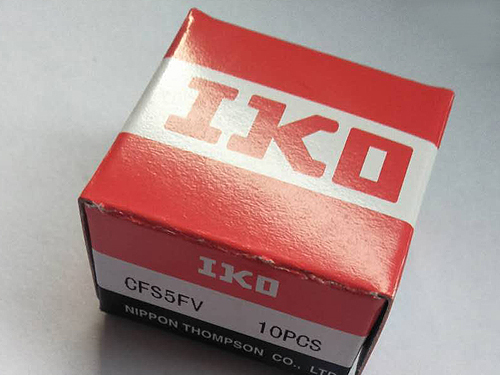 IKO
IKO
CFS5FV 10PCS
NIPPON THOMPSON CO., LTD